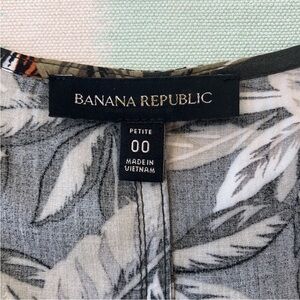 BANANA REPUBLIC
PETITE
00
MADE IN
VIETNAM